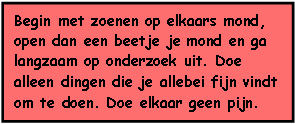 Begin met zoenen op elkaars mond,
open dan een beetje je mond en ga
langzaam op onderzoek uit. Doe
alleen dingen die je allebei fijn vindt
om te doen. Doe elkaar geen pijn.